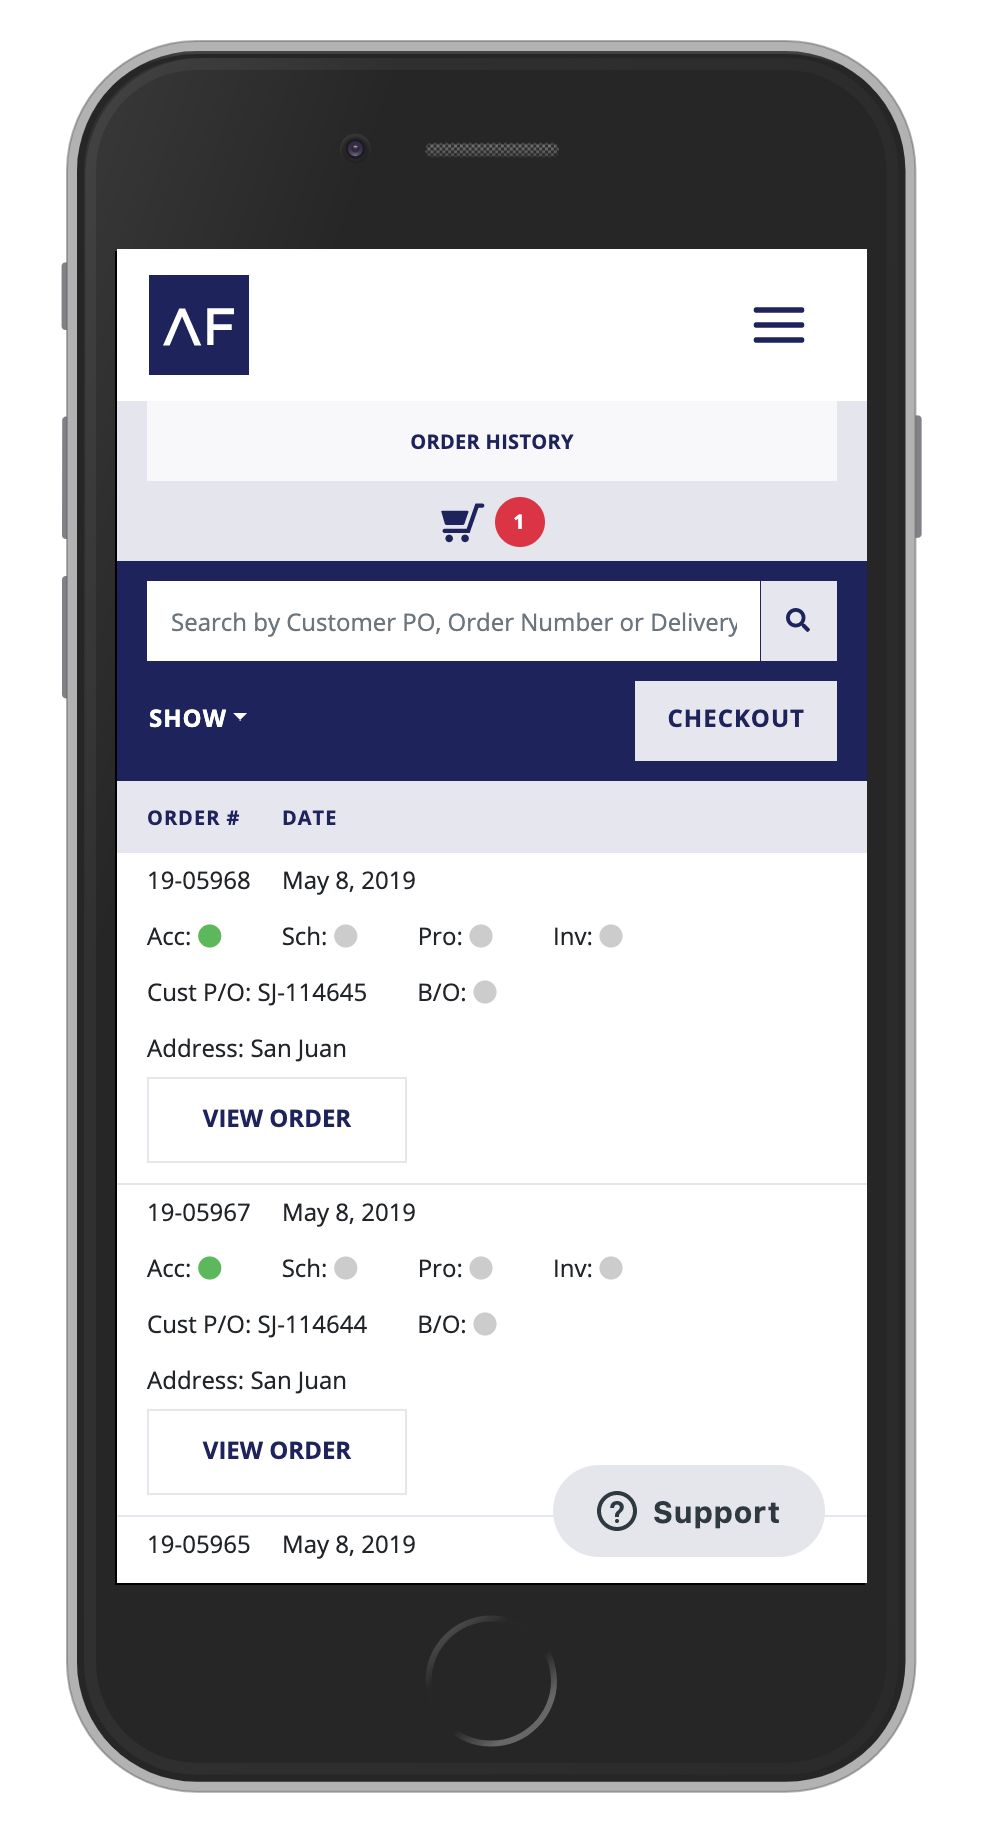 AF
ORDER HISTORY
1
Search by Customer PO, Order Number or Delivery
SHOW
CHECKOUT
ORDER # DATE
19-05968 May 8, 2019
Acc: Sch: Pro: Inv:
Cust P/O: SJ-114645 B/O:
Address: San Juan
VIEW ORDER
19-05967 May 8, 2019
Acc: Sch: Pro: Inv:
Cust P/O: SJ-114644 B/O:
Address: San Juan
VIEW ORDER
? Support
19-05965 May 8, 2019